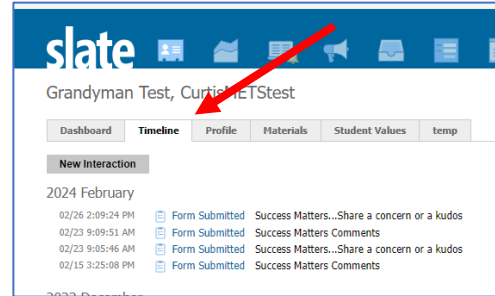 slate
Grandyman Test, CurtisMETStest
Dashboard Timeline Profile Materials Student Values temp
New Interaction
2024 February
02/26 2:09:24 PM Form Submitted Success Matters...Share a concern or a kudos
02/23 9:09:51 AM Form Submitted Success Matters Comments
02/23 9:05:46 AM Form Submitted Success Matters...Share a concern or a kudos
02/15 3:25:08 PM Form Submitted Success Matters Comments